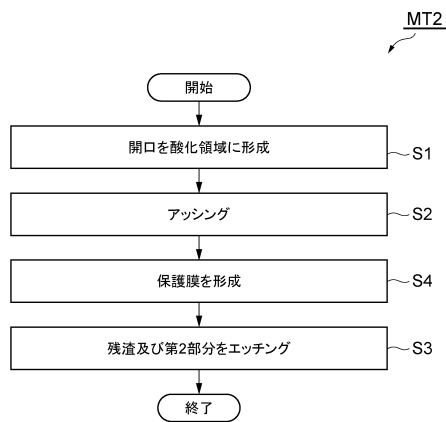 MT2
開始
開口を酸化領域に形成
S1
アッシング
S2
保護膜を形成
S4
残渣及び第2部分をエッチング
S3
終了